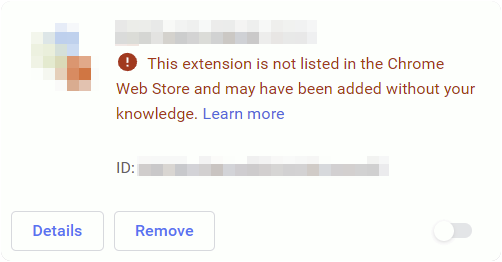 This extension is not listed in the Chrome
Web Store and may have been added without your
knowledge. Learn more
ID:
Details
Remove